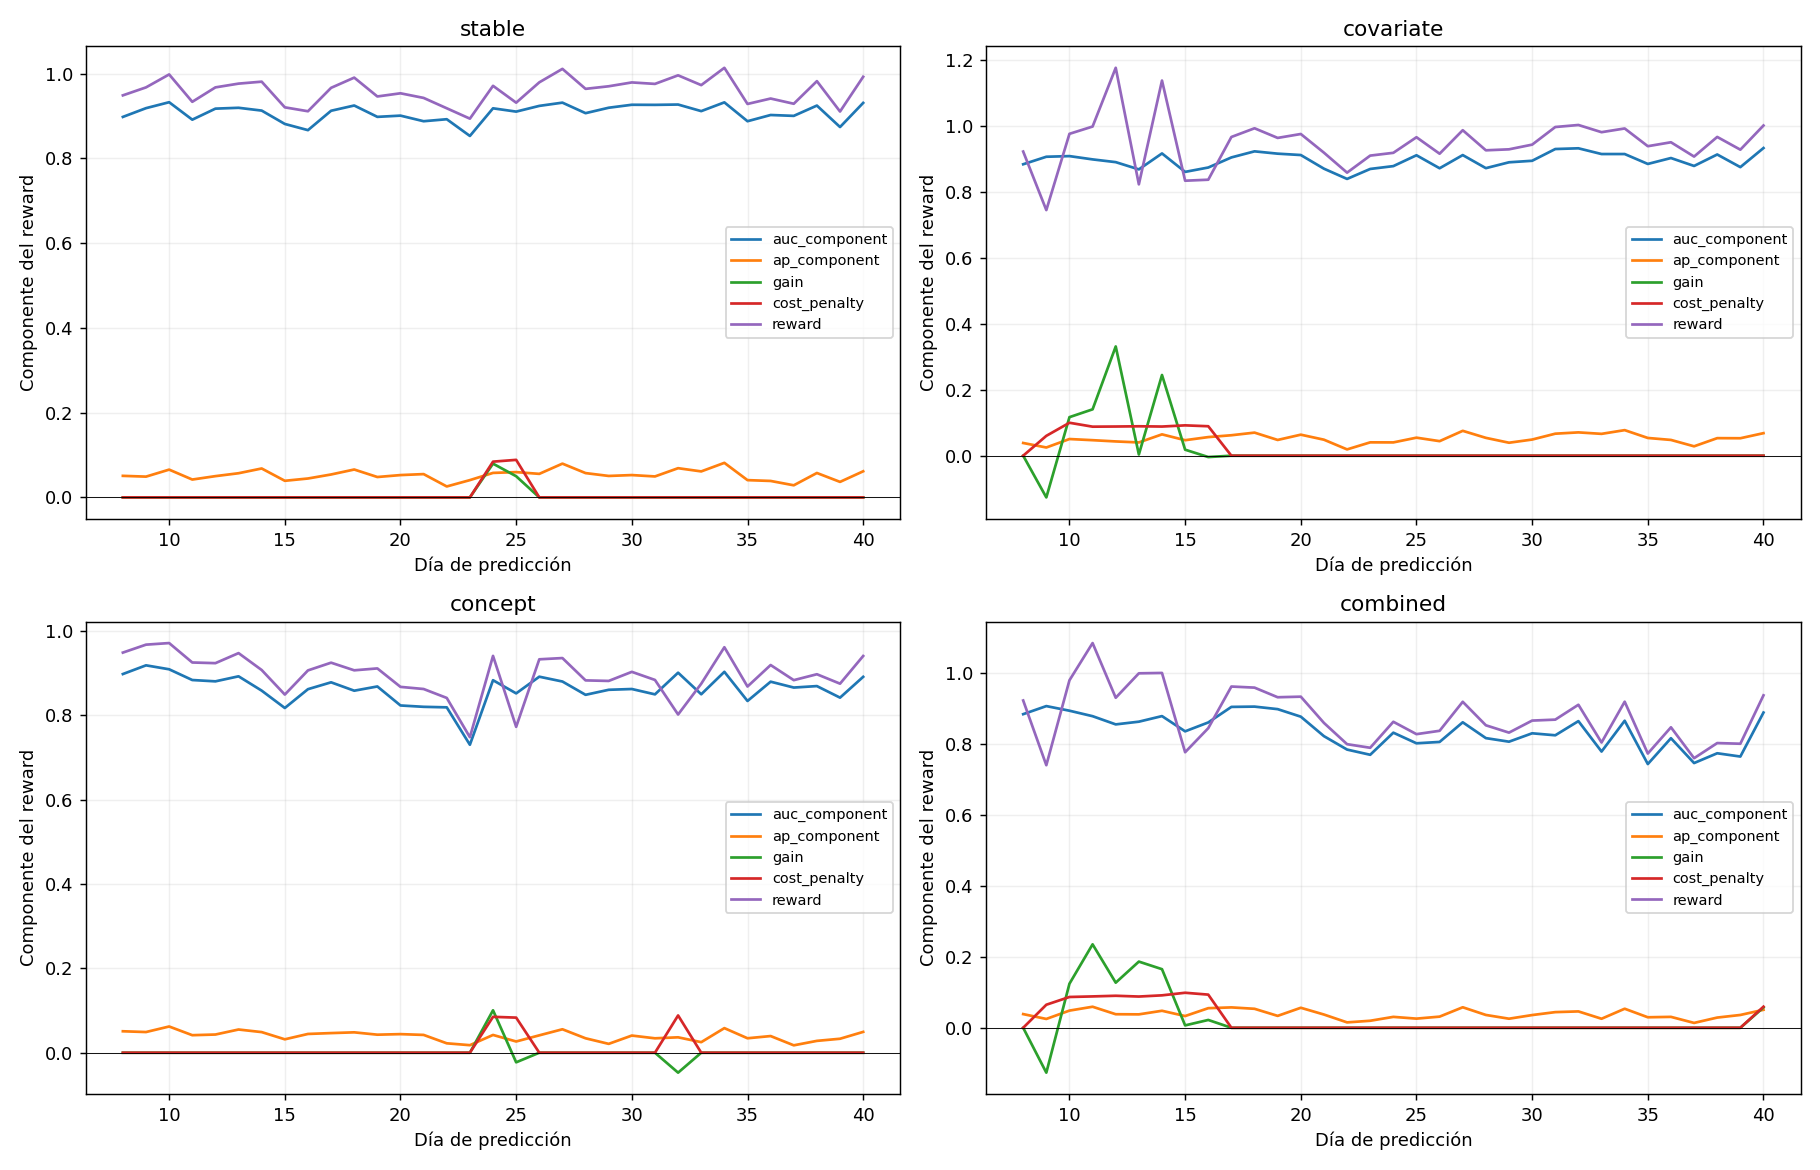 stable
Componente del reward
1.0
0.8
0.6
0.4
0.2
0.0
auc_component
ap_component
gain
cost_penalty
reward
10 15 20 25 30 35 40
Día de predicción
covariate
Componente del reward
1.2
1.0
0.8
0.6
0.4
0.2
0.0
auc_component
ap_component
gain
cost_penalty
reward
10 15 20 25 30 35 40
Día de predicción
concept
Componente del reward
1.0
0.8
0.6
0.4
0.2
0.0
auc_component
ap_component
gain
cost_penalty
reward
10 15 20 25 30 35 40
Día de predicción
combined
Componente del reward
1.0
0.8
0.6
0.4
0.2
0.0
auc_component
ap_component
gain
cost_penalty
reward
10 15 20 25 30 35 40
Día de predicción